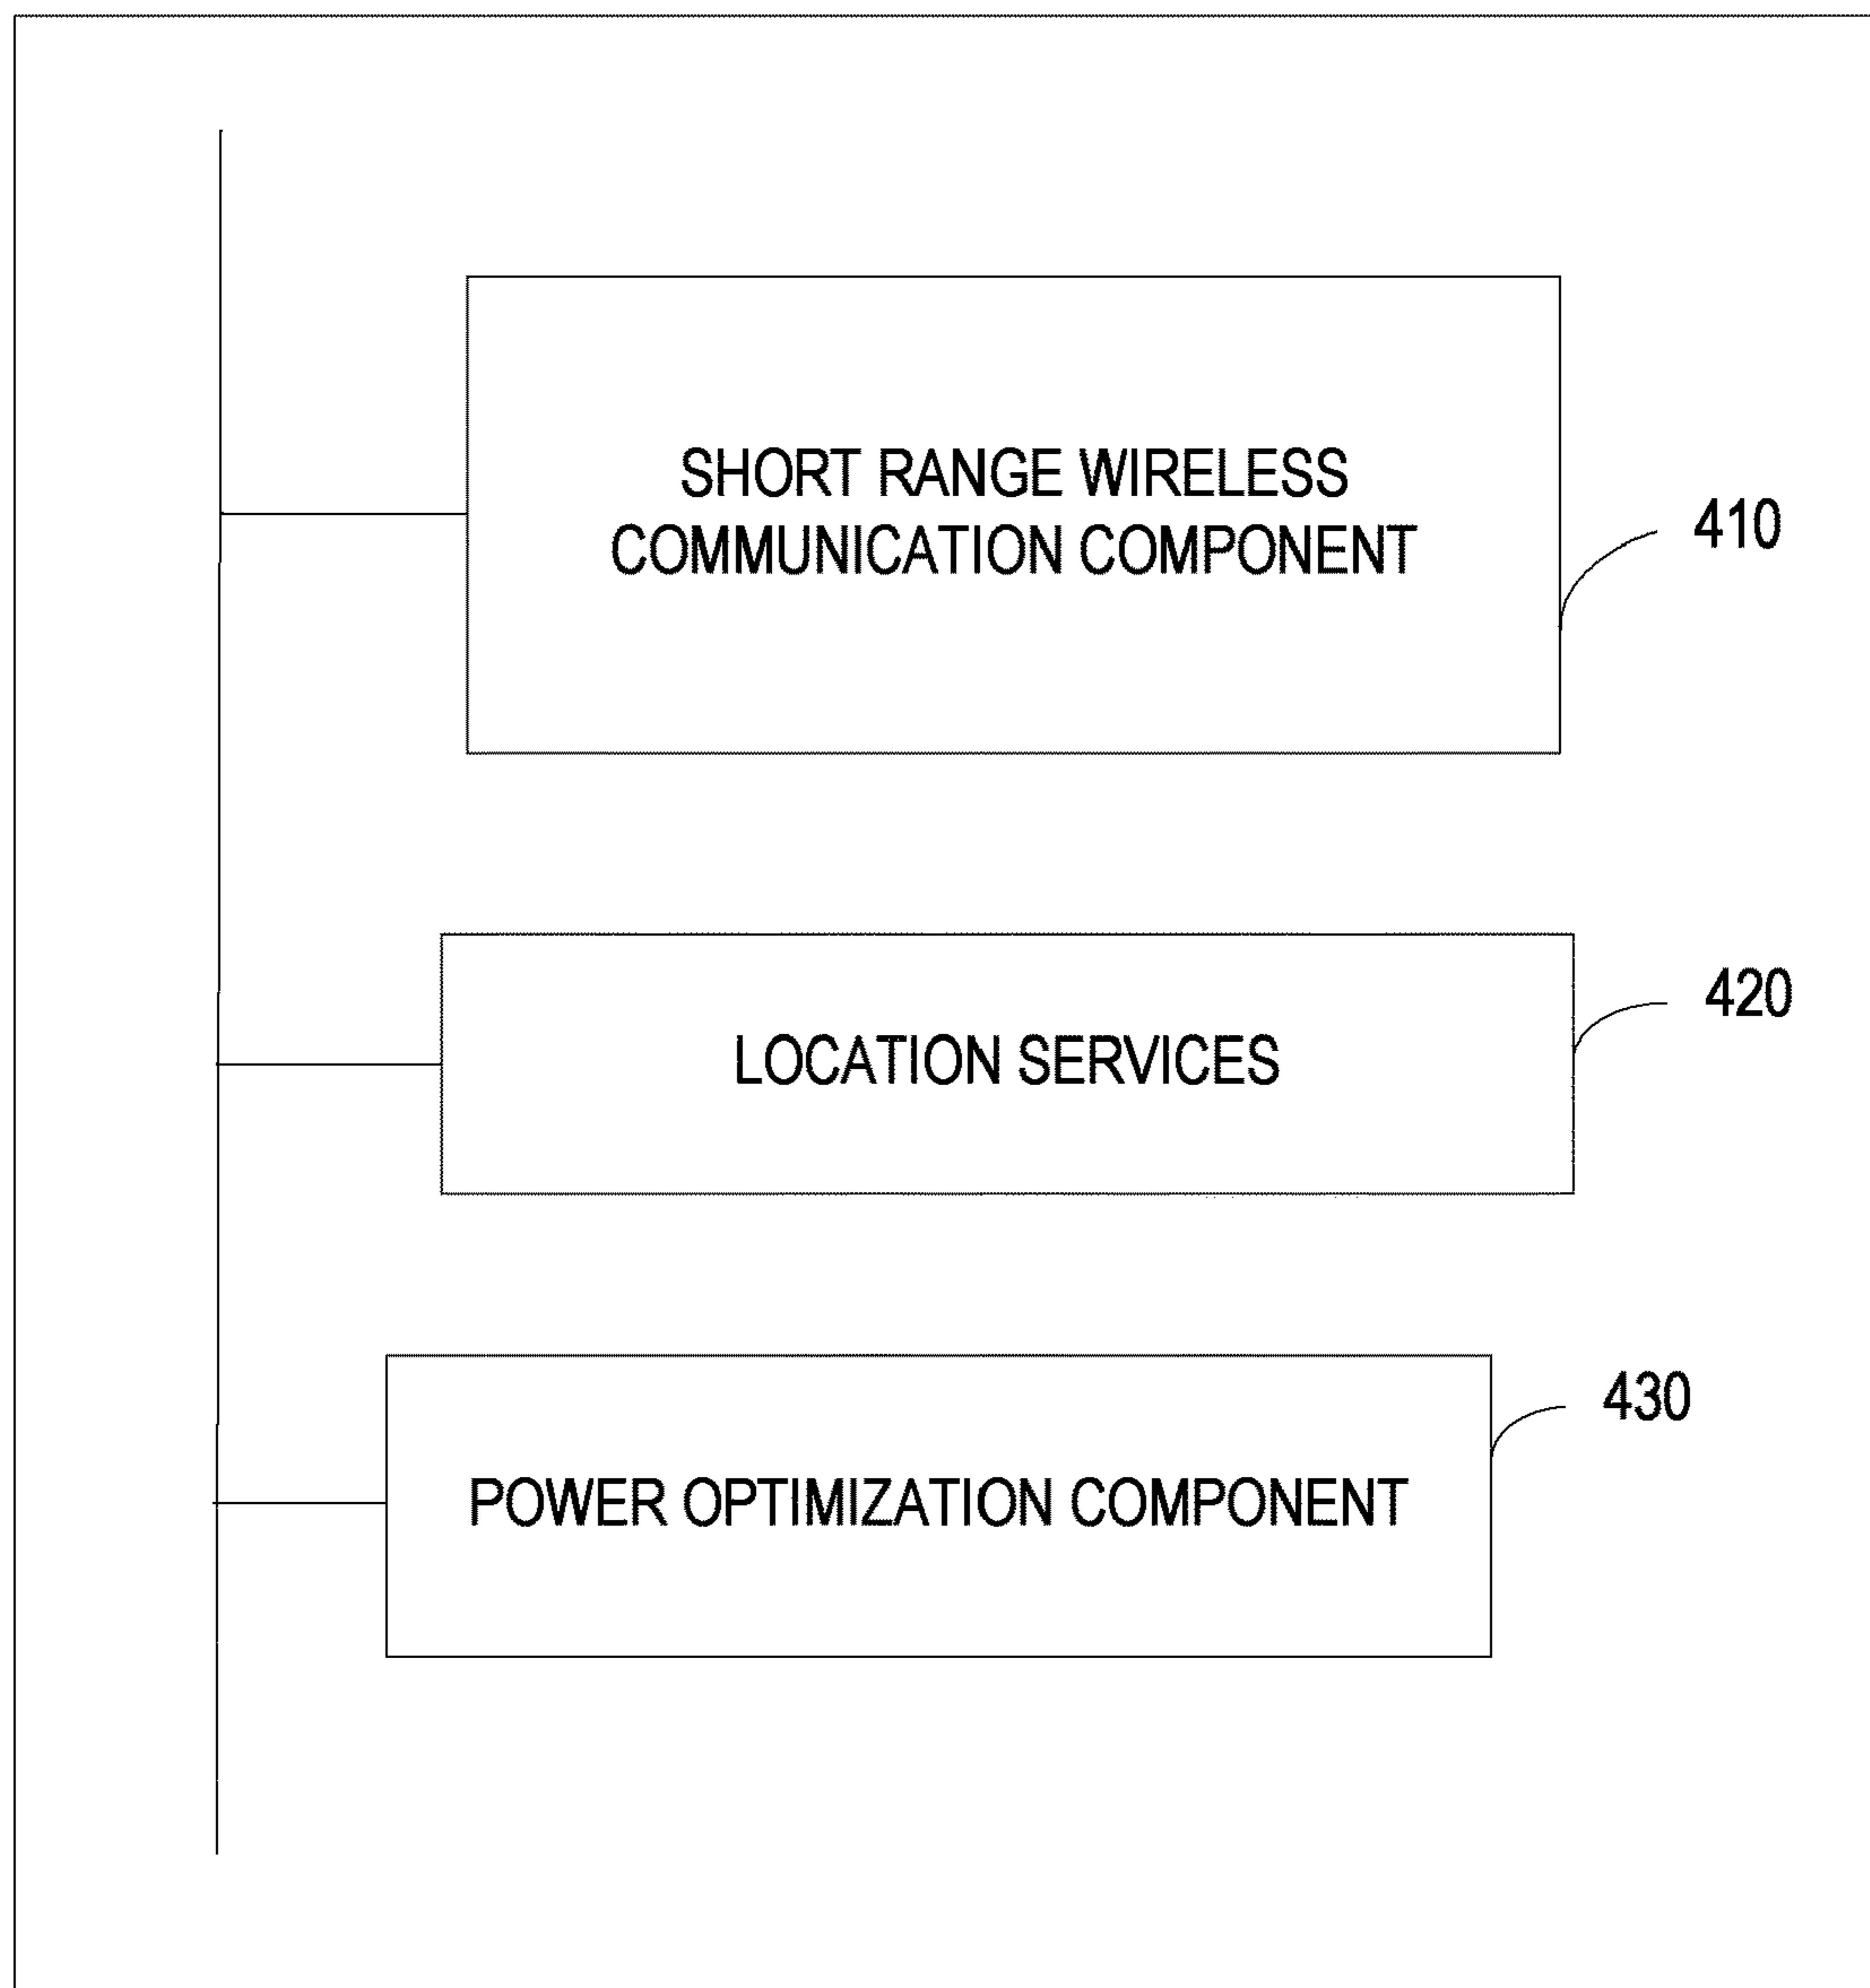 SHORT RANGE WIRELESS
COMMUNICATION COMPONENT
410
LOCATION SERVICES
420
POWER OPTIMIZATION COMPONENT
430